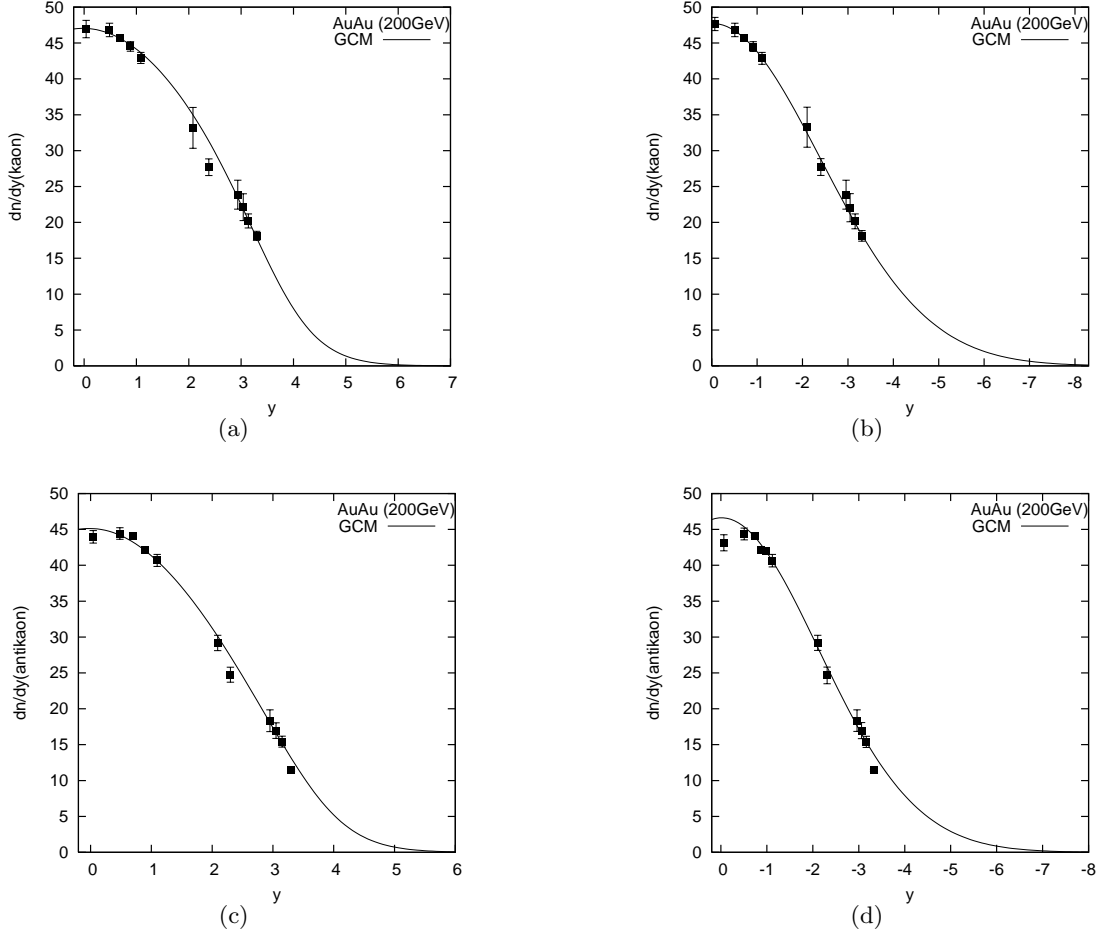 AuAu (200GeV)
GCM
dn/dy(kaon)
50
45
40
35
30
25
20
15
10
5
0
0 1 2 3 4 5 6 7
y
(a)
AuAu (200GeV)
GCM
dn/dy(kaon)
50
45
40
35
30
25
20
15
10
5
0
0 -1 -2 -3 -4 -5 -6 -7 -8
y
(b)
AuAu (200GeV)
GCM
dn/dy(antikaon)
50
45
40
35
30
25
20
15
10
5
0
0 1 2 3 4 5 6
y
(c)
AuAu (200GeV)
GCM
dn/dy(antikaon)
50
45
40
35
30
25
20
15
10
5
0
0 -1 -2 -3 -4 -5 -6 -7 -8
y
(d)